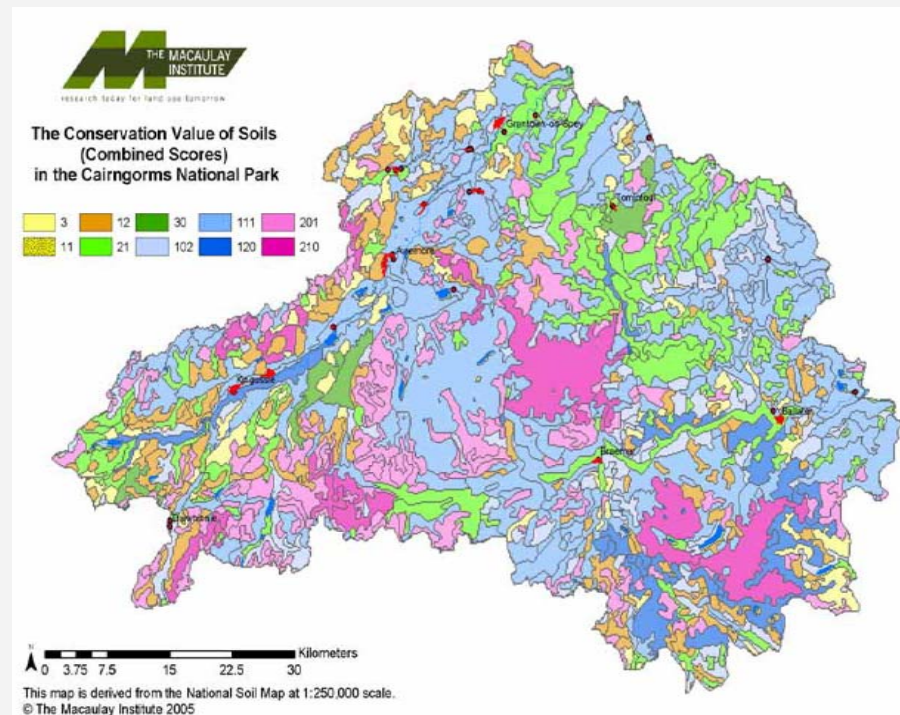 THE MACAULAY
INSTITUTE
research today for land use tomorrow
The Conservation Value of Soils
(Combined Scores)
in the Cairngorms National Park
3 12 30 111 201
11 21 102 120 210
Grantown-on-Spey
Tomintoul
Aviemore
Kingussie
Ballater
Braemar
Dalwhinnie
N
Kilometers
0 3.75 7.5 15 22.5 30
This map is derived from the National Soil Map at 1:250,000 scale.
© The Macaulay Institute 2005